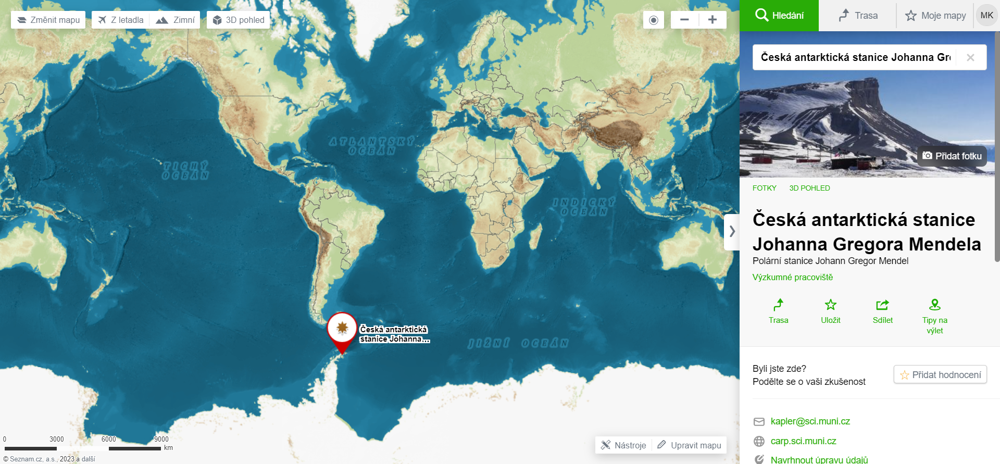 Změnit mapu
Z letadla
Zimní
3D pohled
Hledání
Trasa
Moje mapy
MK
Česká antarktická stanice Johanna Gr
Přidat fotku
FOTKY
3D POHLED
Česká antarktická stanice
Johanna Gregora Mendela
Polární stanice Johann Gregor Mendel
Výzkumné pracoviště
Trasa
Uložit
Sdílet
Tipy na
výlet
Byli jste zde?
Podělte se o vaši zkušenost
Přidat hodnocení
kapler@sci.muni.cz
carp.sci.muni.cz
Navrhnout úpravu údajů
ATLANTSKÝ
OCEÁN
TICHÝ
OCEÁN
INDICKÝ
OCEÁN
JIŽNÍ OCEÁN
Česká antarktická
stanice Johanna...
0 3000 6000 9000
km
© Seznam.cz, a.s., 2023 a další
Nástroje
Upravit mapu